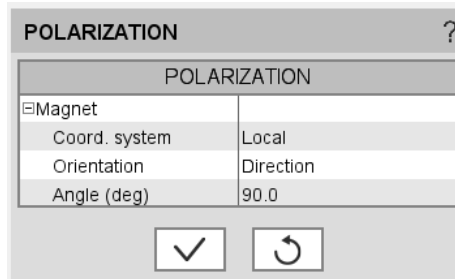 POLARIZATION ?
POLARIZATION
Magnet
Coord. system Local
Orientation Direction
Angle (deg) 90.0